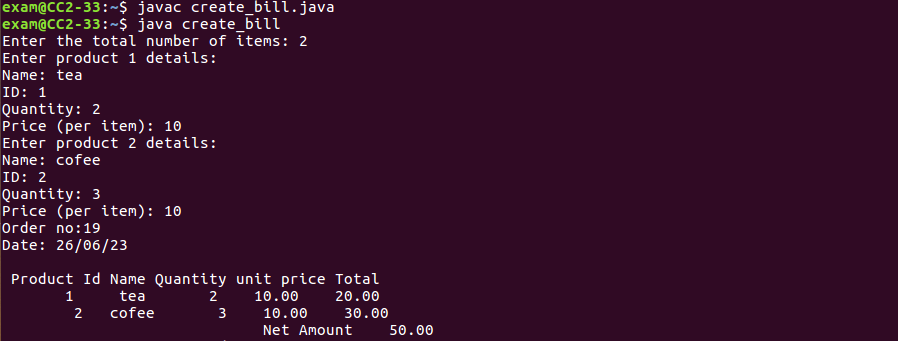 exam@CC2-33:~$ javac create_bill.java
exam@CC2-33:~$ java create_bill
Enter the total number of items: 2
Enter product 1 details:
Name: tea
ID: 1
Quantity: 2
Price (per item): 10
Enter product 2 details:
Name: cofee
ID: 2
Quantity: 3
Price (per item): 10
Order no:19
Date: 26/06/23
Product Id Name Quantity unit price Total
1 tea 2 10.00 20.00
2 cofee 3 10.00 30.00
Net Amount 50.00